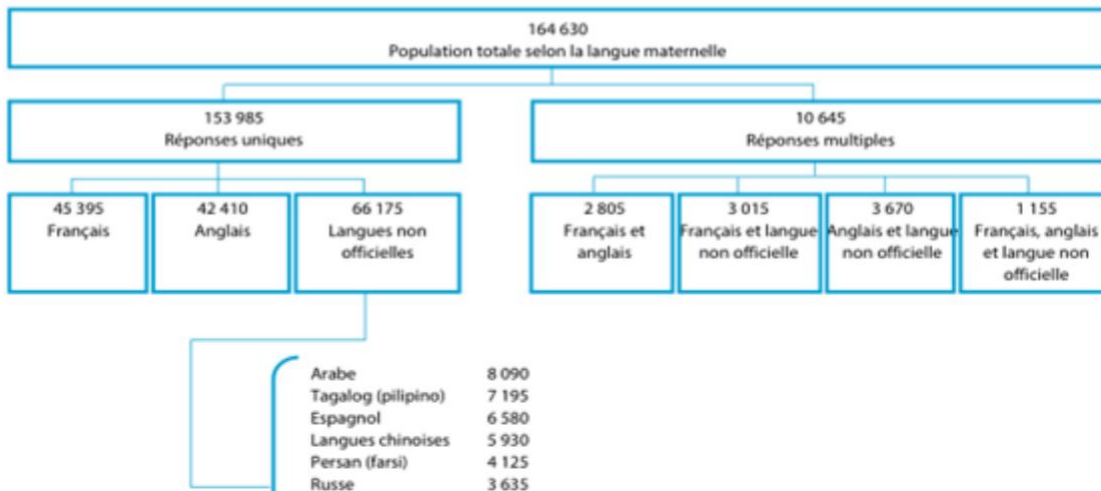 164 630
Population totale selon la langue maternelle
153 985
Réponses uniques
10 645
Réponses multiples
45 395
Français
42 410
Anglais
66 175
Langues non
officielles
2 805
Français et
anglais
3 015
Français et langue
non officielle
3 670
Anglais et langue
non officielle
1 155
Français, anglais
et langue non
officielle
Arabe 8 090
Tagalog (pilipino) 7 195
Espagnol 6 580
Langues chinoises 5 930
Persan (farsi) 4 125
Russe 3 635